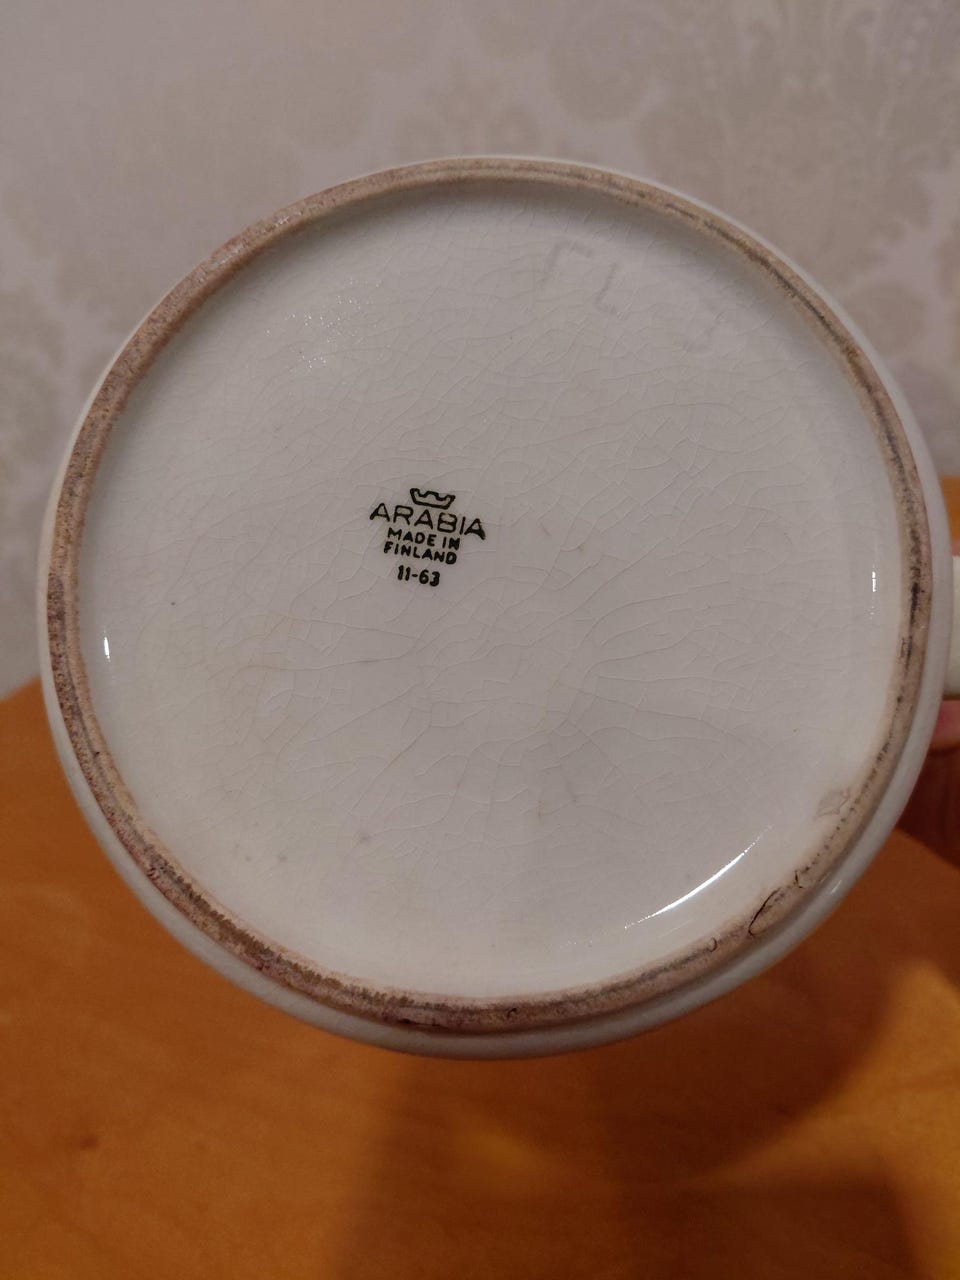 ARABIA
MADE IN
FINLAND
11-63